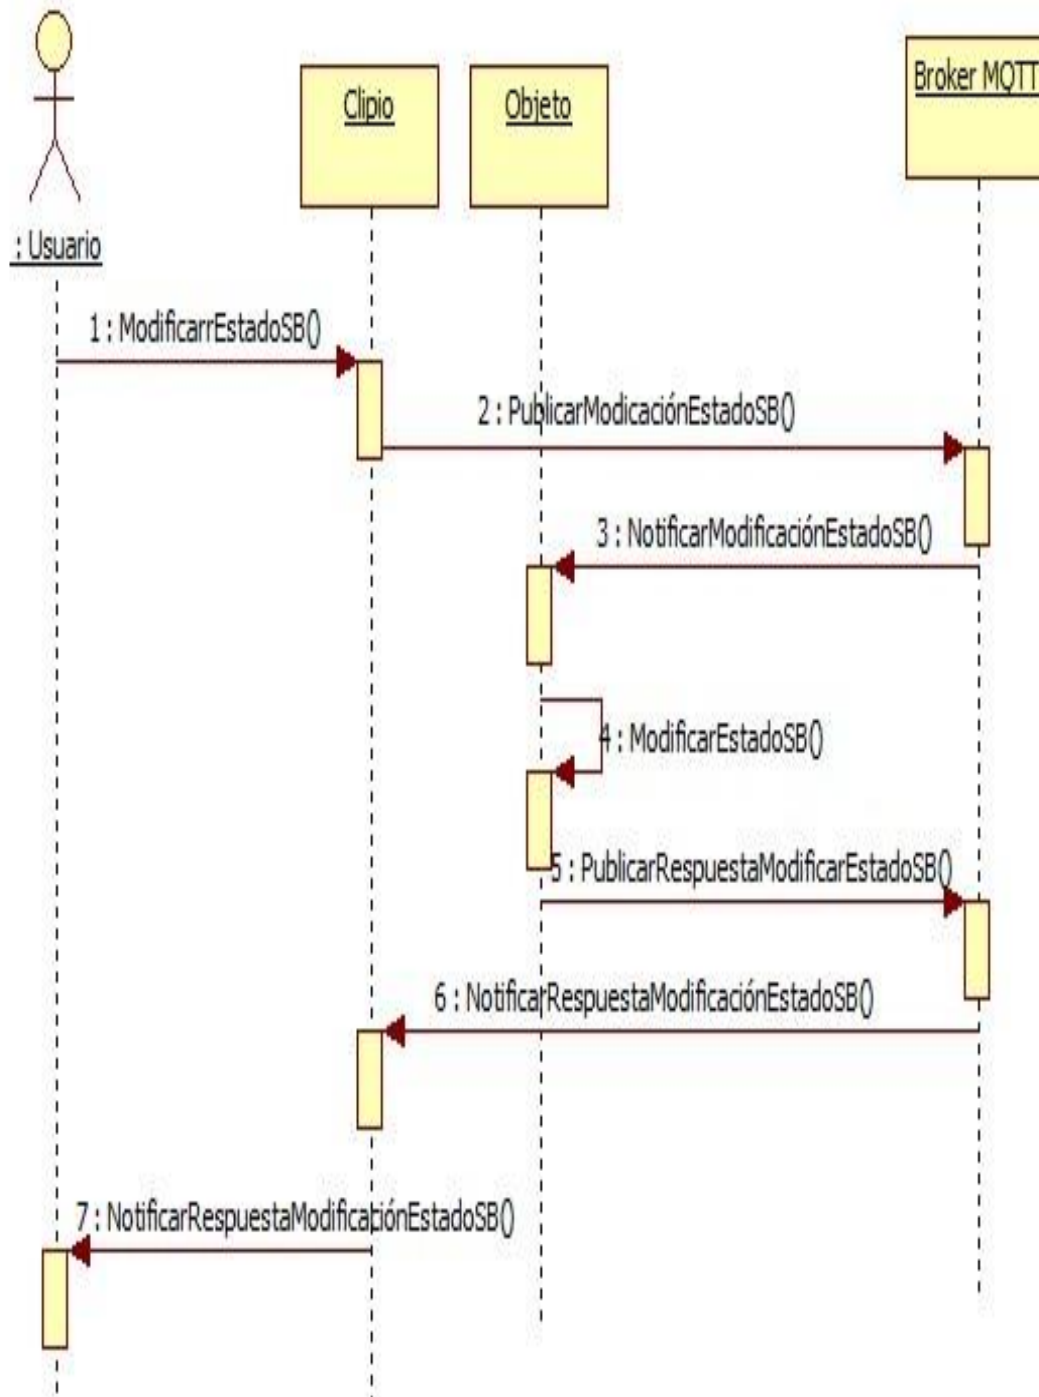 Clipio
Objeto
Broker MQTT
: Usuario
1 : ModificarrEstadoSB()
2 : PublicarModicaciónEstadoSB()
3 : NotificarModificaciónEstadoSB()
4 : ModificarEstadoSB()
5 : PublicarRespuestaModificarEstadoSB()
6 : NotificarRespuestaModificaciónEstadoSB()
7 : NotificarRespuestaModificaciónEstadoSB()